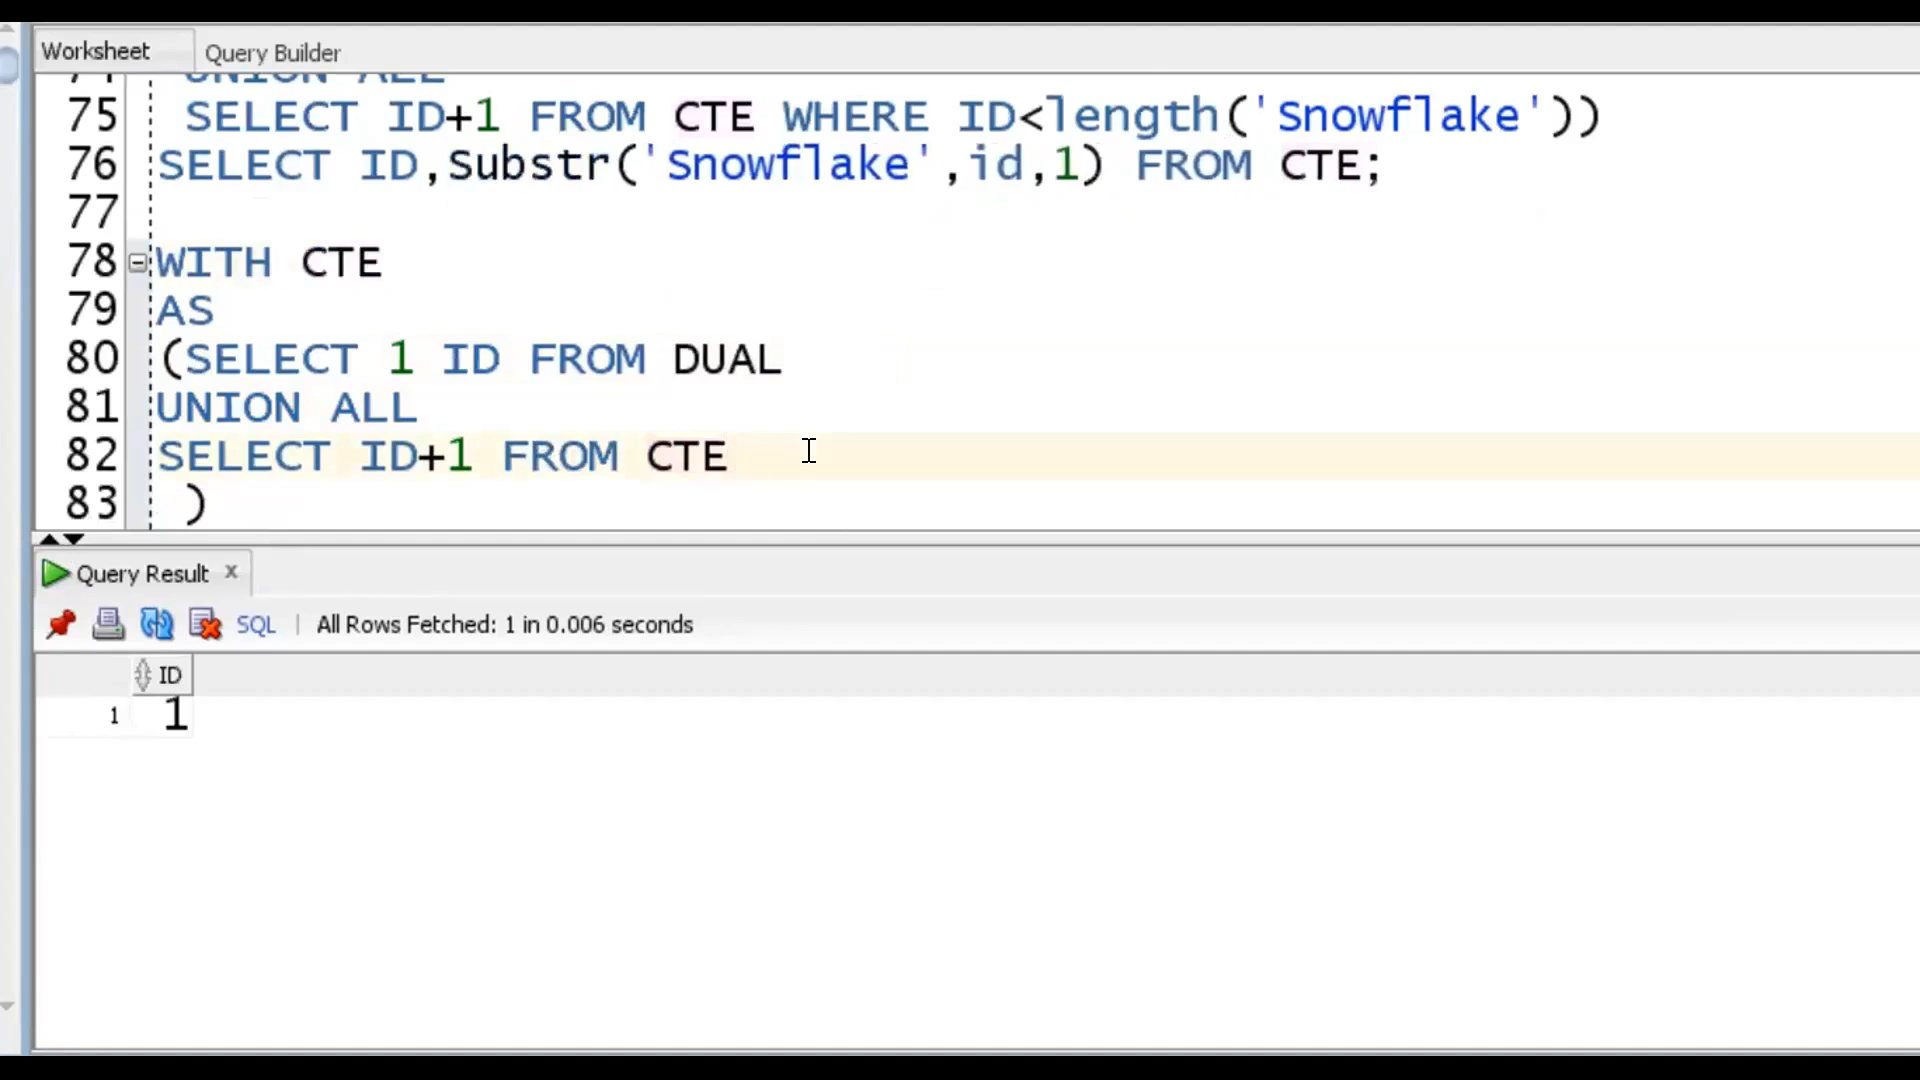 Worksheet Query Builder
74 UNION ALL
75 SELECT ID+1 FROM CTE WHERE ID<length('Snowflake'))
76 SELECT ID,Substr('Snowflake',id,1) FROM CTE;
77
78 WITH CTE
79 AS
80 (SELECT 1 ID FROM DUAL
81 UNION ALL
82 SELECT ID+1 FROM CTE
83 )
Query Result x
SQL | All Rows Fetched: 1 in 0.006 seconds
ID
1 1